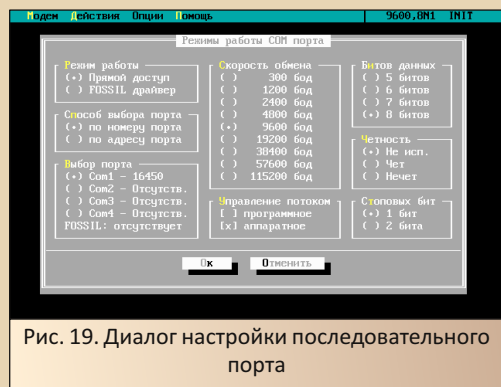 Модем Действия Опции Помощь 9600,8N1 INIT
Режимы работы COM порта
Режим работы
(•) Прямой доступ
( ) FOSSIL драйвер
Способ выбора порта
(•) по номеру порта
( ) по адресу порта
Выбор порта
(•) Com1 - 16450
( ) Com2 - Отсутств.
( ) Com3 - Отсутств.
( ) Com4 - Отсутств.
FOSSIL: отсутствует
Скорость обмена
( ) 300 бод
( ) 1200 бод
( ) 2400 бод
( ) 4800 бод
(•) 9600 бод
( ) 19200 бод
( ) 38400 бод
( ) 57600 бод
( ) 115200 бод
Управление потоком
[ ] программное
[x] аппаратное
Битов данных
( ) 5 битов
( ) 6 битов
( ) 7 битов
(•) 8 битов
Четность
(•) Не исп.
( ) Чет
( ) Нечет
Стоповых бит
(•) 1 бит
( ) 2 бита
Ок Отменить
Рис. 19. Диалог настройки последовательного
порта